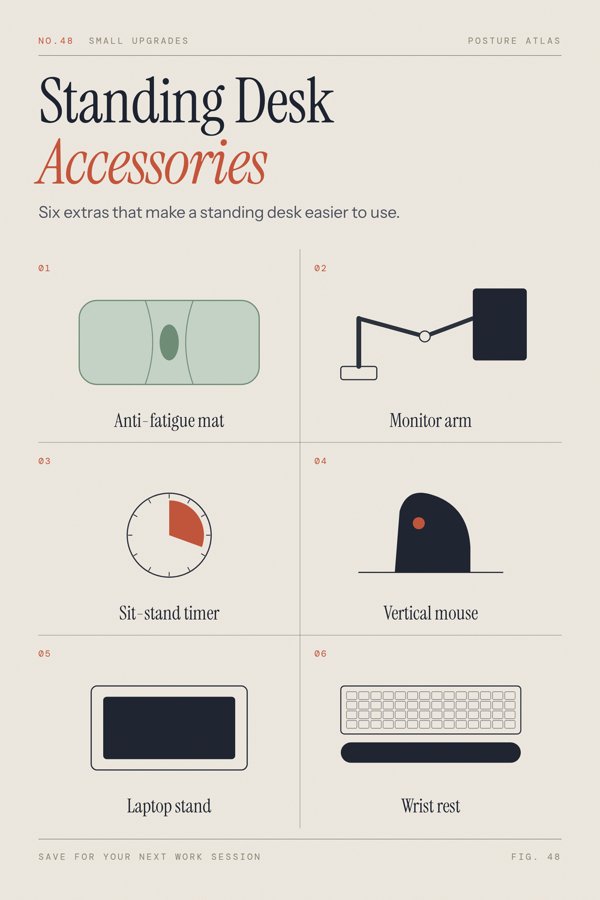 NO.48 SMALL UPGRADES
POSTURE ATLAS
Standing Desk
Accessories
Six extras that make a standing desk easier to use.
01
Anti-fatigue mat
02
Monitor arm
03
Sit-stand timer
04
Vertical mouse
05
Laptop stand
06
Wrist rest
SAVE FOR YOUR NEXT WORK SESSION
FIG. 48